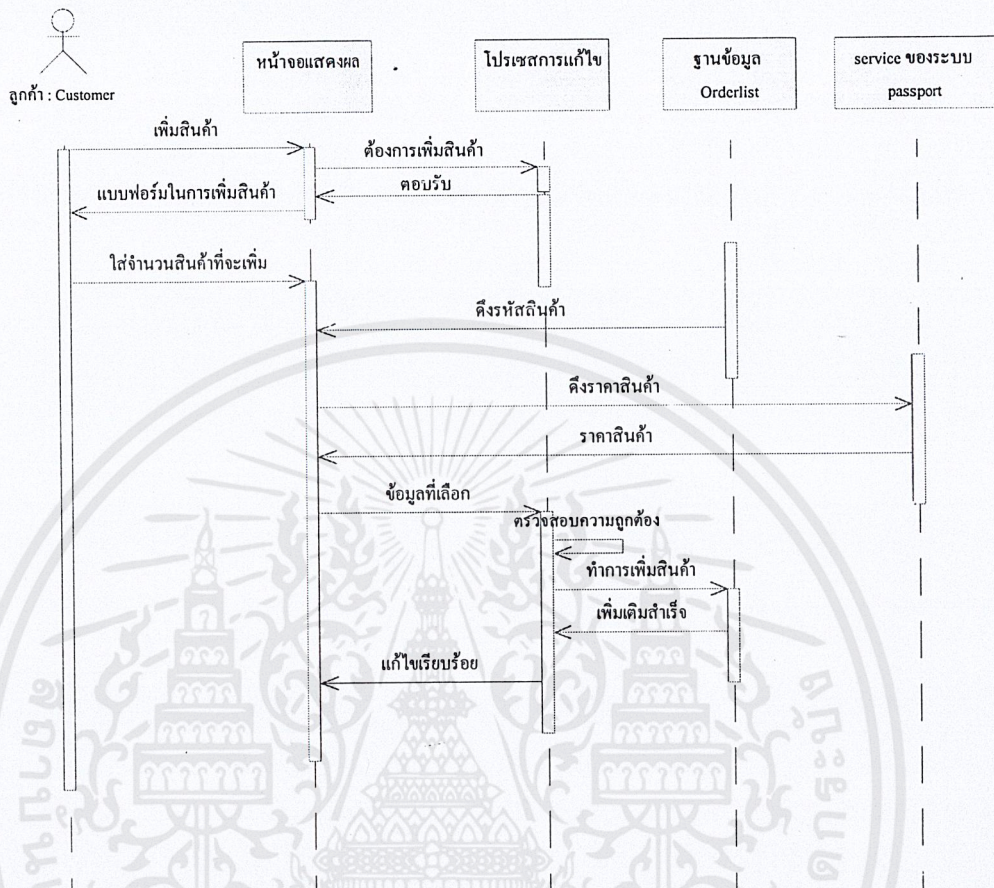 ลูกค้า : Customer
หน้าจอแสดงผล
โปรเซสการแก้ไข
ฐานข้อมูล
Orderlist
service ของระบบ
passport
เพิ่มสินค้า
ต้องการเพิ่มสินค้า
ตอบรับ
แบบฟอร์มในการเพิ่มสินค้า
ใส่จำนวนสินค้าที่จะเพิ่ม
ดึงรหัสสินค้า
ดึงราคาสินค้า
ราคาสินค้า
ข้อมูลที่เลือก
ตรวจสอบความถูกต้อง
ทำการเพิ่มสินค้า
เพิ่มเติมสำเร็จ
แก้ไขเรียบร้อย